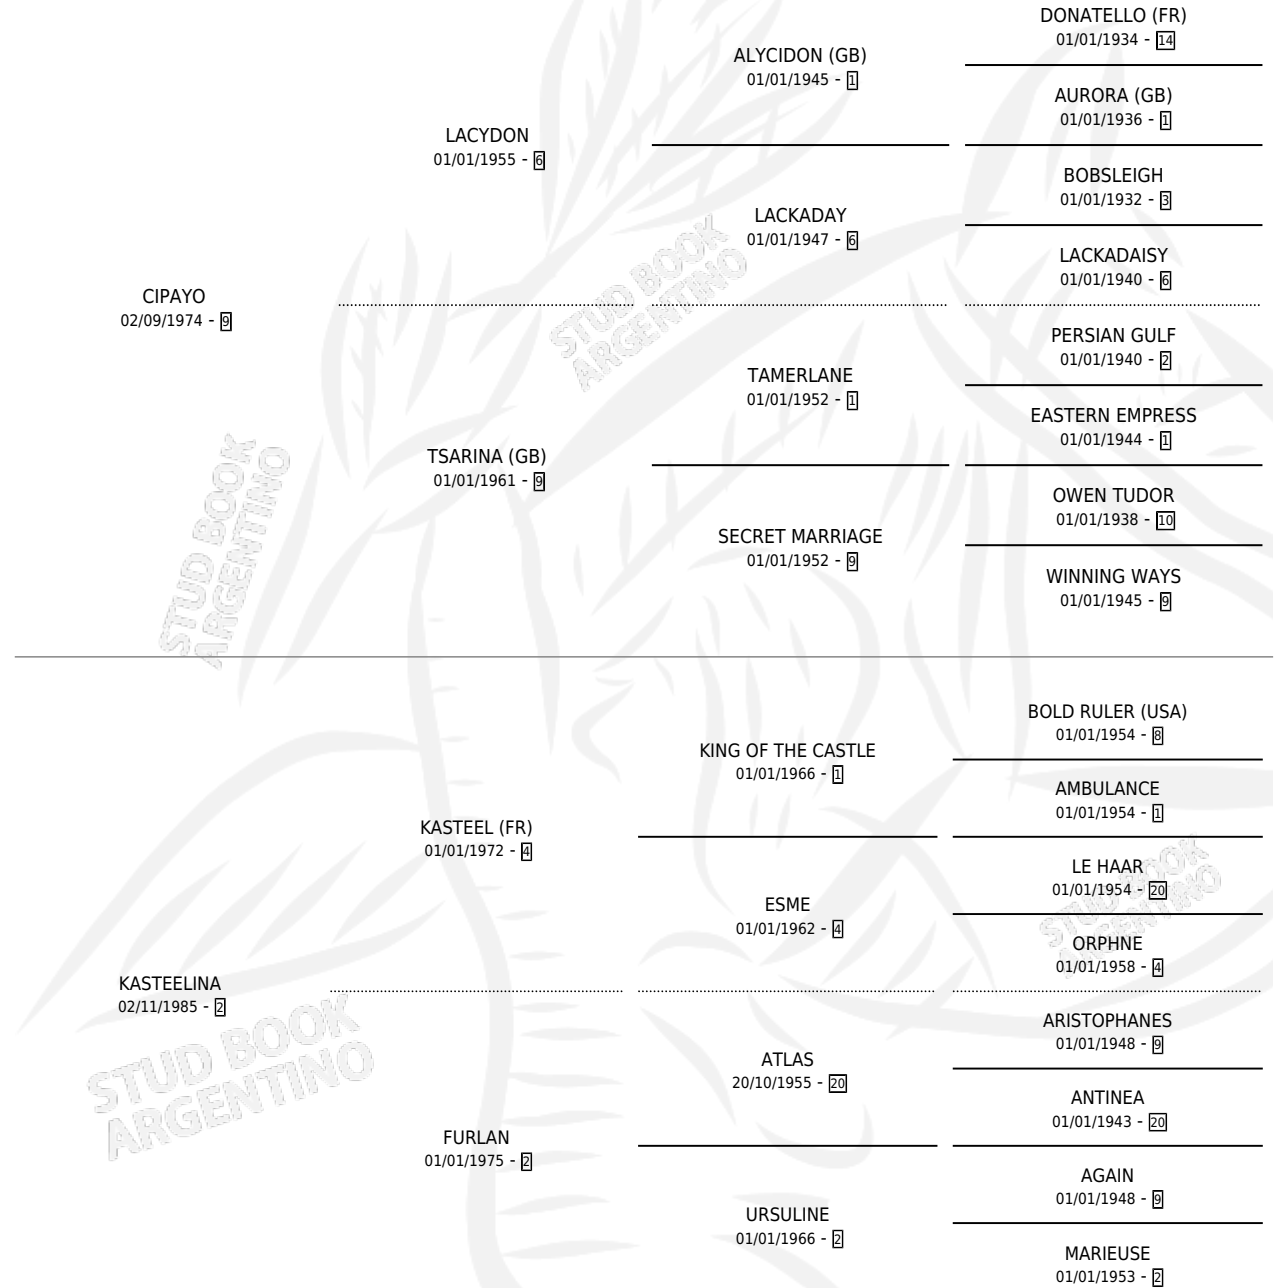 DONATELLO (FR)
01/01/1934 - 14
ALYCIDON (GB)
01/01/1945 - 1
AURORA (GB)
01/01/1936 - 1
LACYDON
01/01/1955 - 6
BOBSLEIGH
01/01/1932 - 3
LACKADAY
01/01/1947 - 6
LACKADAISY
01/01/1940 - 6
CIPAYO
02/09/1974 - 9
PERSIAN GULF
01/01/1940 - 2
TAMERLANE
01/01/1952 - 1
EASTERN EMPRESS
01/01/1944 - 1
TSARINA (GB)
01/01/1961 - 9
OWEN TUDOR
01/01/1938 - 10
SECRET MARRIAGE
01/01/1952 - 9
WINNING WAYS
01/01/1945 - 9
BOLD RULER (USA)
01/01/1954 - 8
KING OF THE CASTLE
01/01/1966 - 1
AMBULANCE
01/01/1954 - 1
KASTEEL (FR)
01/01/1972 - 4
LE HAAR
01/01/1954 - 20
ESME
01/01/1962 - 4
ORPHNE
01/01/1958 - 4
KASTEELINA
02/11/1985 - 2
ARISTOPHANES
01/01/1948 - 9
ATLAS
20/10/1955 - 20
ANTINEA
01/01/1943 - 20
FURLAN
01/01/1975 - 2
AGAIN
01/01/1948 - 9
URSULINE
01/01/1966 - 2
MARIEUSE
01/01/1953 - 2
STUD BOOK
ARGENTINO
STUD BOOK
ARGENTINO
STUD BOOK
ARGENTINO
STUD BOOK
ARGENTINO